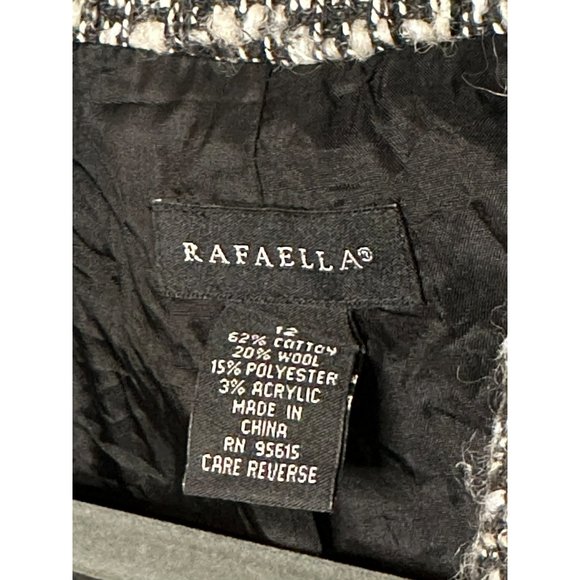 RAFAELLA®
12
62% COTTON
20% WOOL
15% POLYESTER
3% ACRYLIC
MADE IN
CHINA
RN 95615
CARE REVERSE